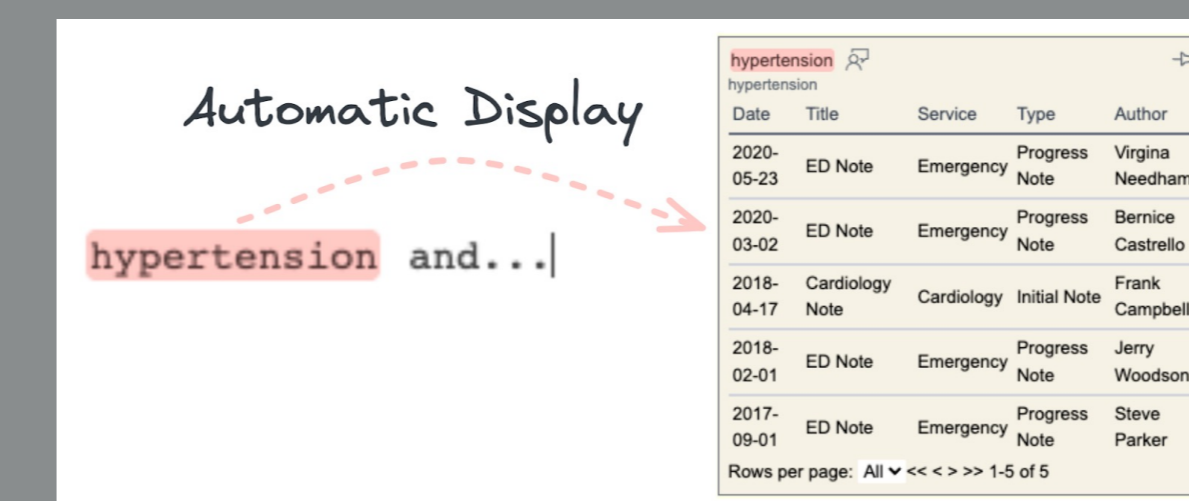 Automatic Display
hypertension and...
hypertension
hypertension
Date Title Service Type Author
2020-05-23 ED Note Emergency Progress Note Virgina Needham
2020-03-02 ED Note Emergency Progress Note Bernice Castrello
2018-04-17 Cardiology Note Cardiology Initial Note Frank Campbell
2018-02-01 ED Note Emergency Progress Note Jerry Woodson
2017-09-01 ED Note Emergency Progress Note Steve Parker
Rows per page: All << < > >> 1-5 of 5